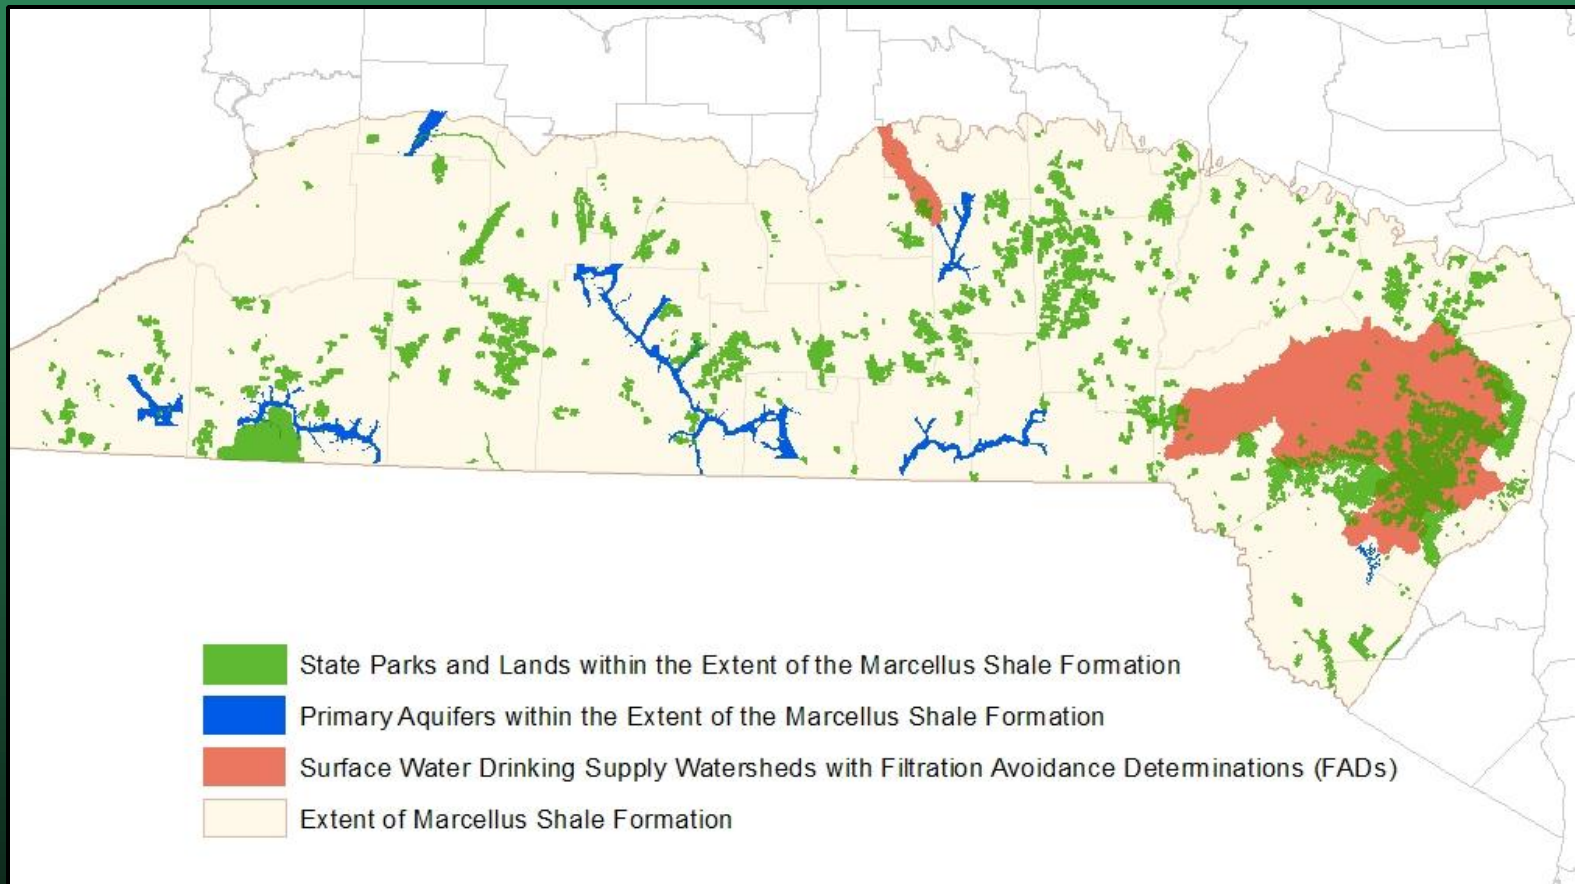 State Parks and Lands within the Extent of the Marcellus Shale Formation
Primary Aquifers within the Extent of the Marcellus Shale Formation
Surface Water Drinking Supply Watersheds with Filtration Avoidance Determinations (FADs)
Extent of Marcellus Shale Formation